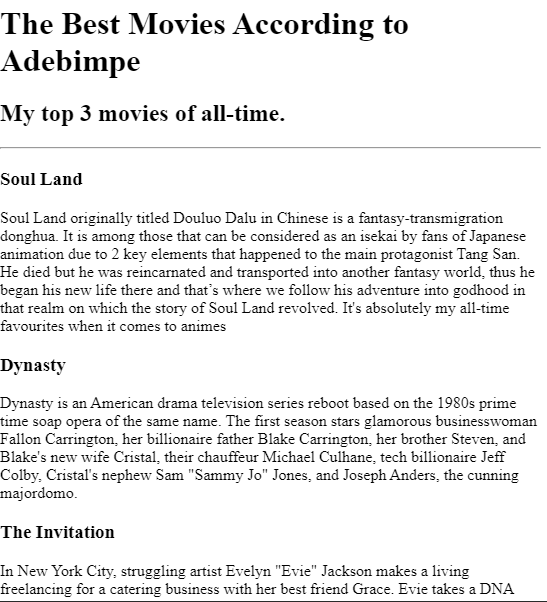 The Best Movies According to
Adebimpe
My top 3 movies of all-time.
Soul Land
Soul Land originally titled Douluo Dalu in Chinese is a fantasy-transmigration
donghua. It is among those that can be considered as an isekai by fans of Japanese
animation due to 2 key elements that happened to the main protagonist Tang San.
He died but he was reincarnated and transported into another fantasy world, thus he
began his new life there and that’s where we follow his adventure into godhood in
that realm on which the story of Soul Land revolved. It's absolutely my all-time
favourites when it comes to animes
Dynasty
Dynasty is an American drama television series reboot based on the 1980s prime
time soap opera of the same name. The first season stars glamorous businesswoman
Fallon Carrington, her billionaire father Blake Carrington, her brother Steven, and
Blake's new wife Cristal, their chauffeur Michael Culhane, tech billionaire Jeff
Colby, Cristal's nephew Sam "Sammy Jo" Jones, and Joseph Anders, the cunning
majordomo.
The Invitation
In New York City, struggling artist Evelyn "Evie" Jackson makes a living
freelancing for a catering business with her best friend Grace. Evie takes a DNA